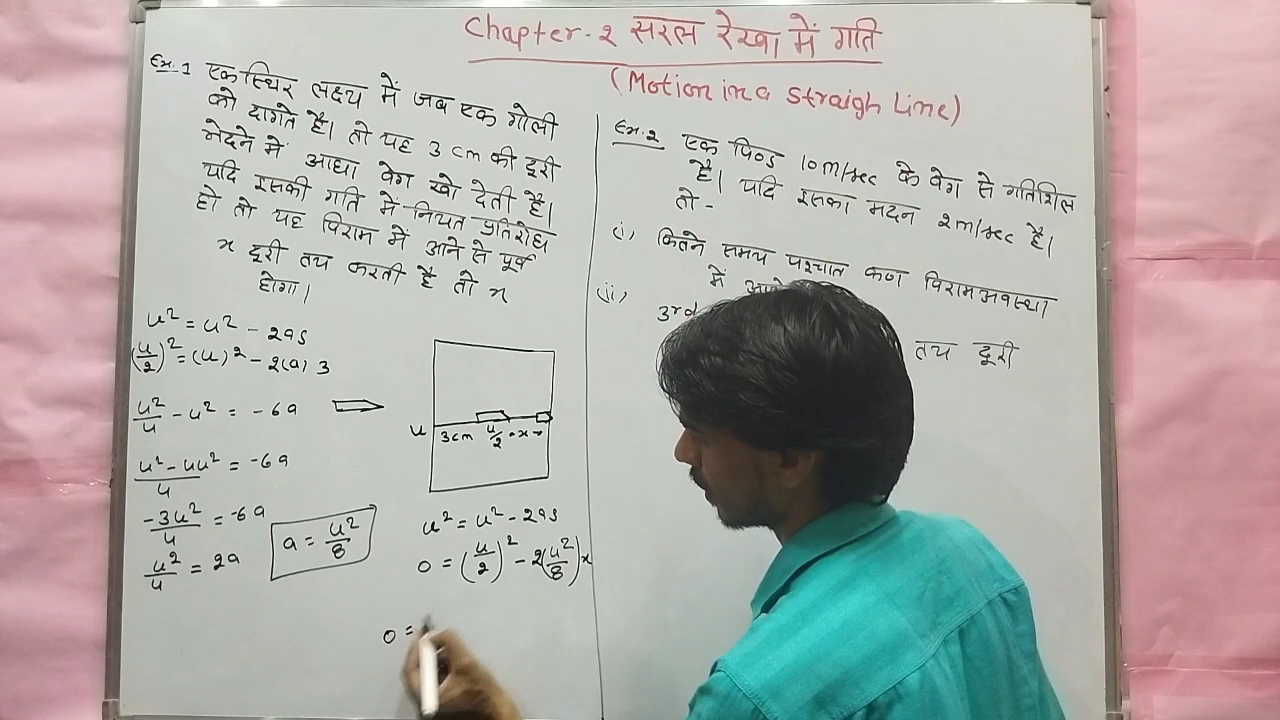 Chapter-2 सरल रेखा में गति
(Motion in a straigh Line)
Ex.1 एक स्थिर लक्ष्य में जब एक गोली
को दागते है। तो यह 3 cm की दूरी
भेदने में आधा वेग खो देती है।
यदि इसकी गति में नियत प्रतिरोध
हो तो यह विराम में आने से पूर्व
x दूरी तय करती है तो x
होगा।
u² = u² - 2as
(u/2)² = (u)² - 2(a) 3
u²/4 - u² = -6a
u² - 4u²/4 = -6a
-3u²/4 = -6a
u²/4 = 2a
a = u²/8
u
3cm u/2 x
u² = u² - 2as
0 = (u/2)² - 2(u²/8)x
0 =
Ex.2 एक पिण्ड 10m/sec के वेग से गतिशिल
है। यदि इसका मदन 2m/sec है।
तो -
(i) कितने समय पश्चात कण विरामअवस्था
में
(ii) 3rd
तय दूरी